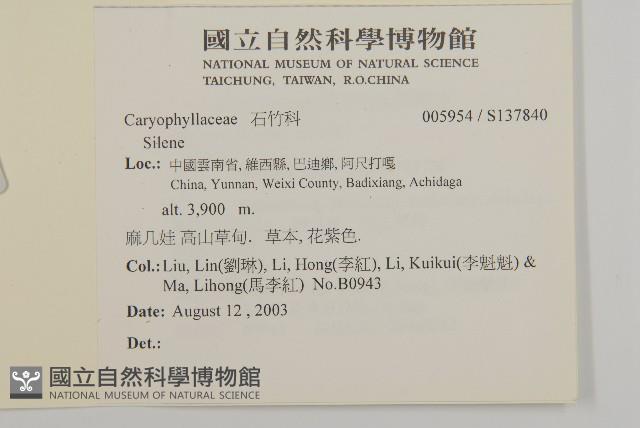 國立自然科學博物館
NATIONAL MUSEUM OF NATURAL SCIENCE
TAICHUNG, TAIWAN, R.O.CHINA
Caryophyllaceae 石竹科 005954 / S137840
Silene
Loc.: 中國雲南省, 維西縣, 巴迪鄉, 阿尺打嘎
China, Yunnan, Weixi County, Badixiang, Achidaga
alt. 3,900 m.
麻几娃 高山草甸. 草本, 花紫色.
Col.: Liu, Lin(劉琳), Li, Hong(李紅), Li, Kuikui(李魁魁) &
Ma, Lihong(馬李紅) No.B0943
Date: August 12 , 2003
Det.:
國立自然科學博物館
NATIONAL MUSEUM OF NATURAL SCIENCE